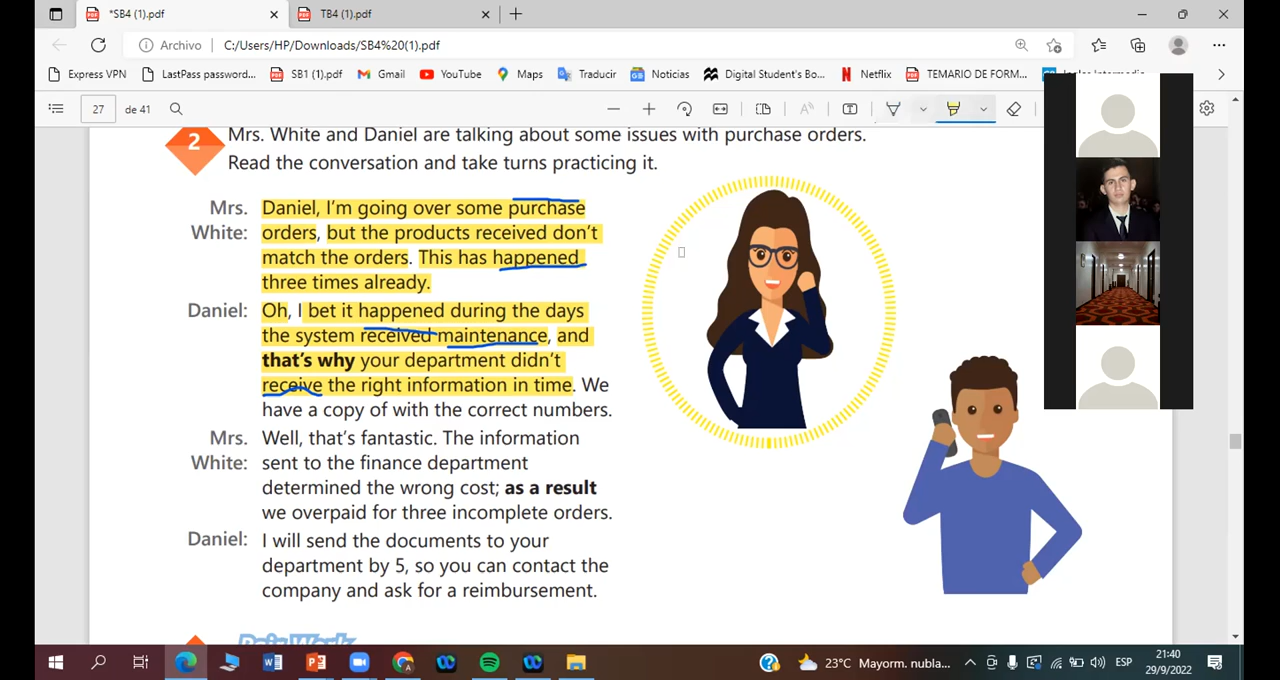 *SB4 (1).pdf
TB4 (1).pdf
Archivo
C:/Users/HP/Downloads/SB4%20(1).pdf
Express VPN
LastPass password...
SB1 (1).pdf
Gmail
YouTube
Maps
Traducir
Noticias
Digital Student's Bo...
Netflix
TEMARIO DE FORM...
27
de 41
2
Mrs. White and Daniel are talking about some issues with purchase orders.
Read the conversation and take turns practicing it.
Mrs. Daniel, I'm going over some purchase
White: orders, but the products received don't
match the orders. This has happened
three times already.
Daniel: Oh, I bet it happened during the days
the system received maintenance, and
that's why your department didn't
receive the right information in time. We
have a copy of with the correct numbers.
Mrs. Well, that's fantastic. The information
White: sent to the finance department
determined the wrong cost; as a result
we overpaid for three incomplete orders.
Daniel: I will send the documents to your
department by 5, so you can contact the
company and ask for a reimbursement.
23°C Mayorm. nubla...
ESP
21:40
29/9/2022